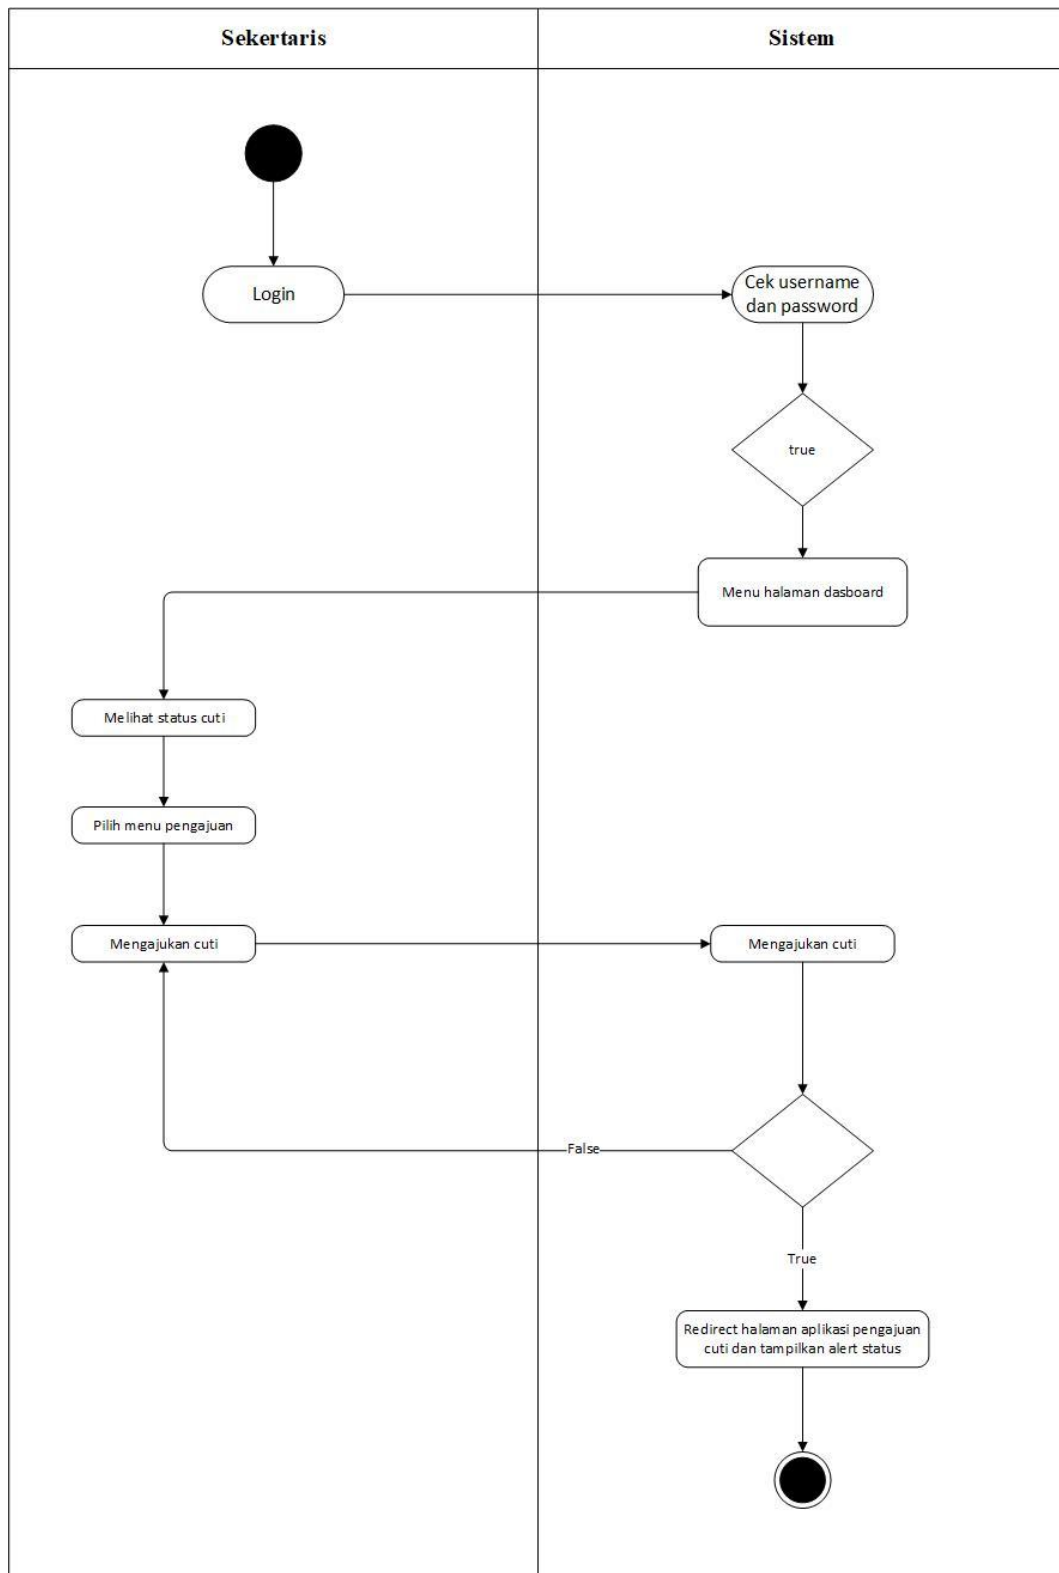 Sekertaris
Sistem
Login
Cek username
dan password
true
Menu halaman dasboard
Melihat status cuti
Pilih menu pengajuan
Mengajukan cuti
Mengajukan cuti
False
True
Redirect halaman aplikasi pengajuan
cuti dan tampilkan alert status